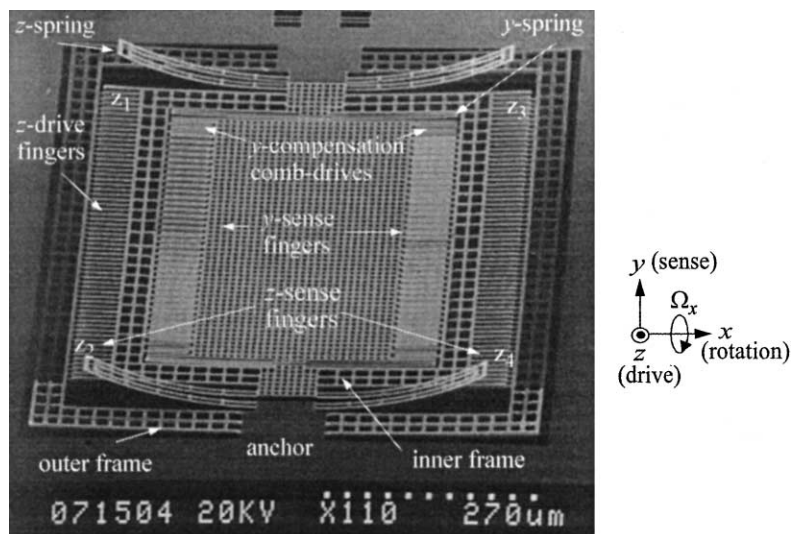 z-spring
y-spring
z₁
z₃
z-drive
fingers
y-compensation
comb-drives
y-sense
fingers
z-sense
fingers
z₂
z₄
anchor
outer frame
inner frame
071504 20KV X110 270um
y (sense)
Ωₓ
x
(rotation)
z
(drive)